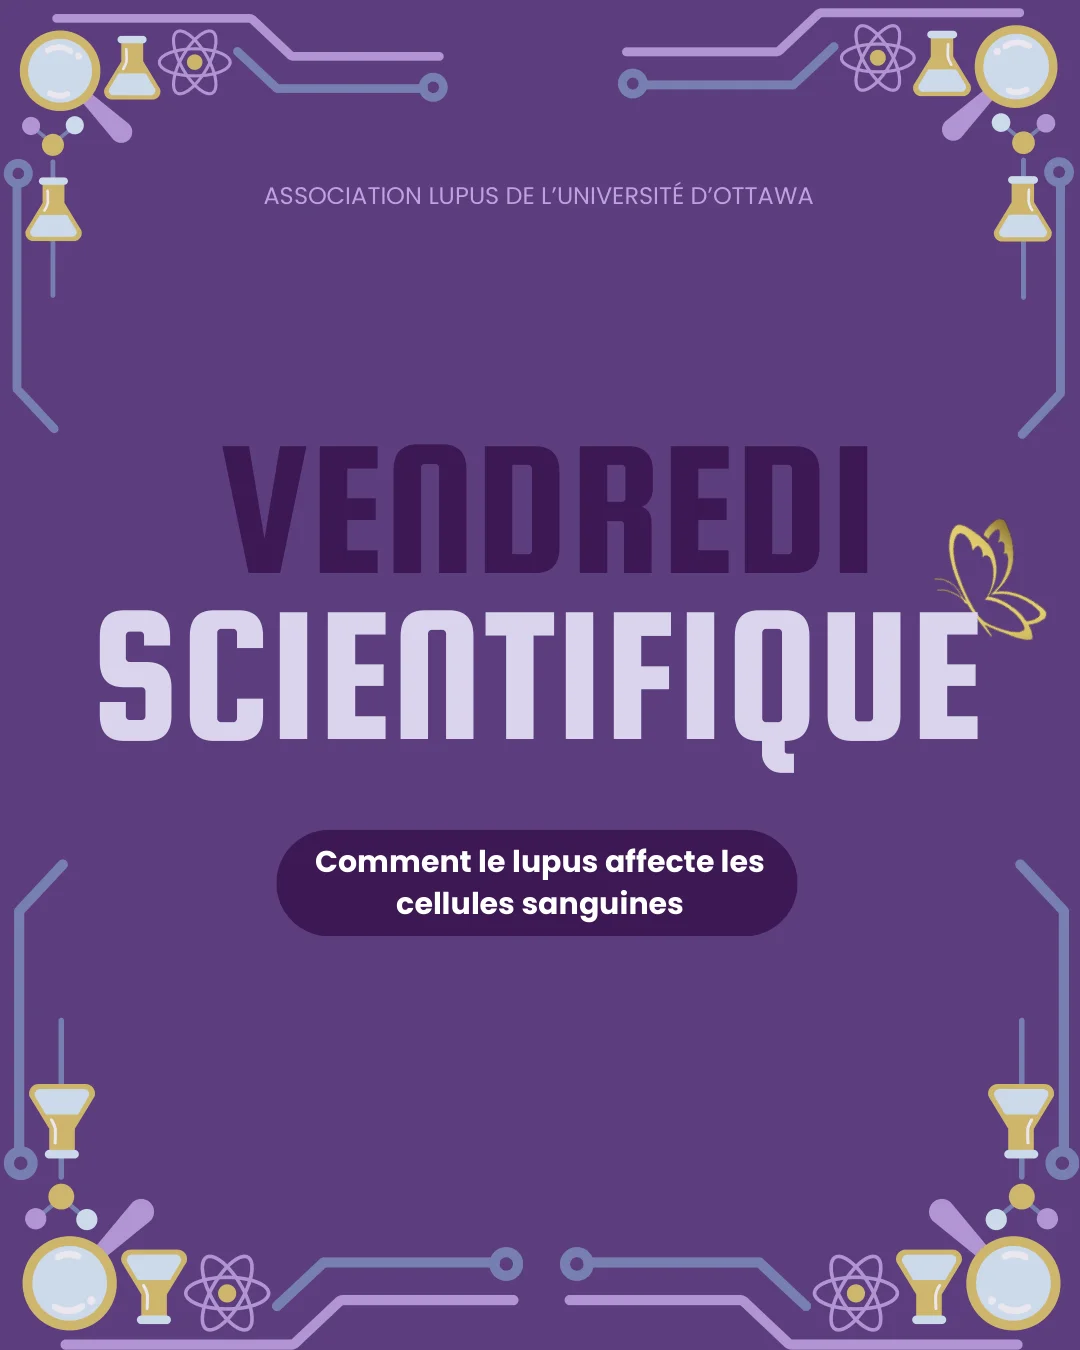 ASSOCIATION LUPUS DE L’UNIVERSITÉ D’OTTAWA
VENDREDI
SCIENTIFIQUE
Comment le lupus affecte les
cellules sanguines